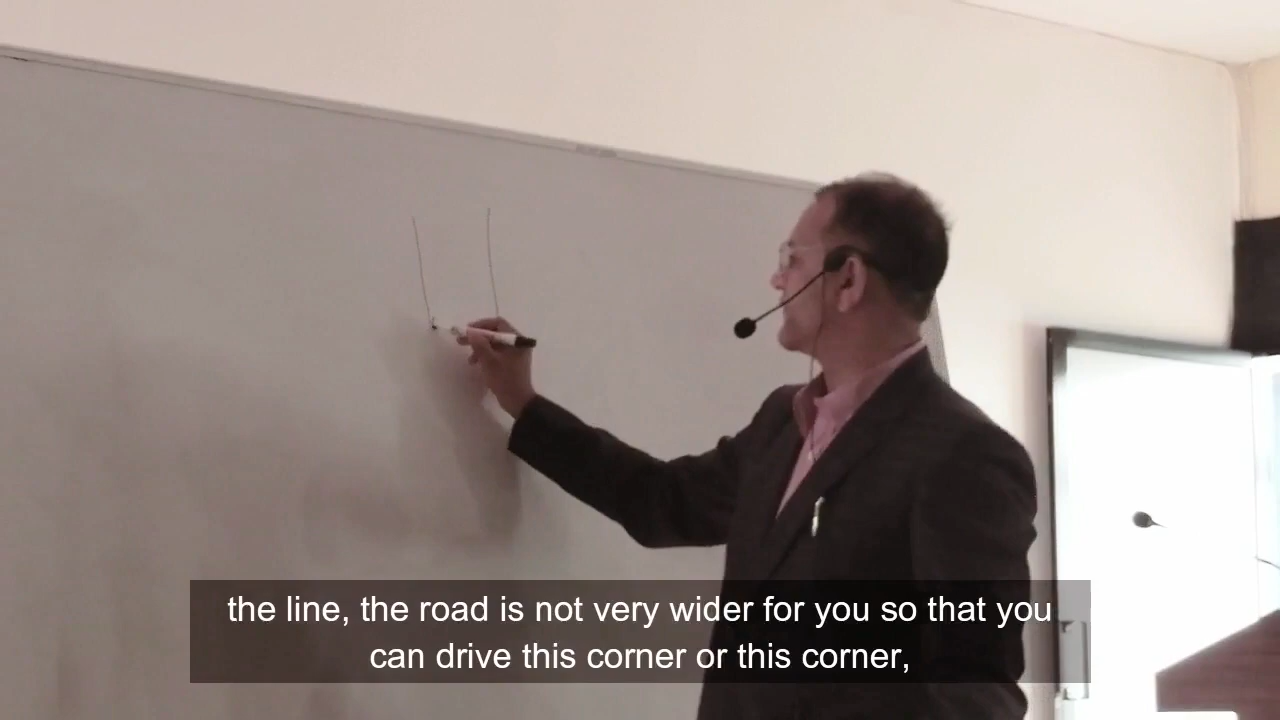 the line, the road is not very wider for you so that you
can drive this corner or this corner,